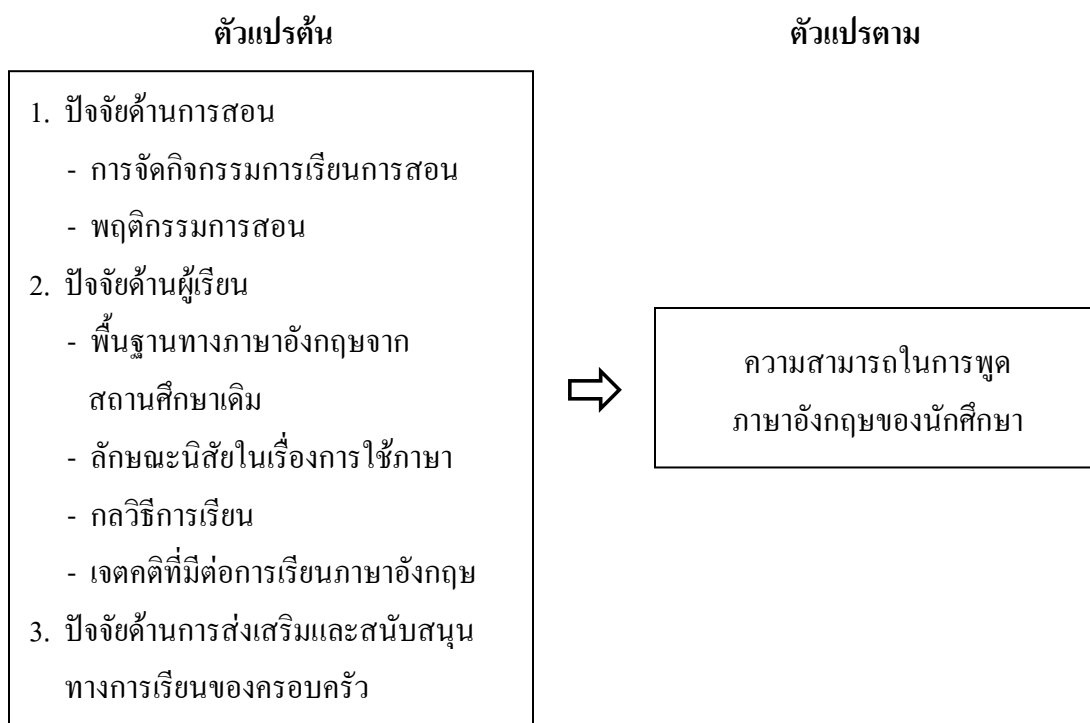 ตัวแปรต้น
ตัวแปรตาม
1. ปัจจัยด้านการสอน
- การจัดกิจกรรมการเรียนการสอน
- พฤติกรรมการสอน
2. ปัจจัยด้านผู้เรียน
- พื้นฐานทางภาษาอังกฤษจาก
สถานศึกษาเดิม
- ลักษณะนิสัยในเรื่องการใช้ภาษา
- กลวิธีการเรียน
- เจตคติที่มีต่อการเรียนภาษาอังกฤษ
3. ปัจจัยด้านการส่งเสริมและสนับสนุน
ทางการเรียนของครอบครัว
ความสามารถในการพูด
ภาษาอังกฤษของนักศึกษา